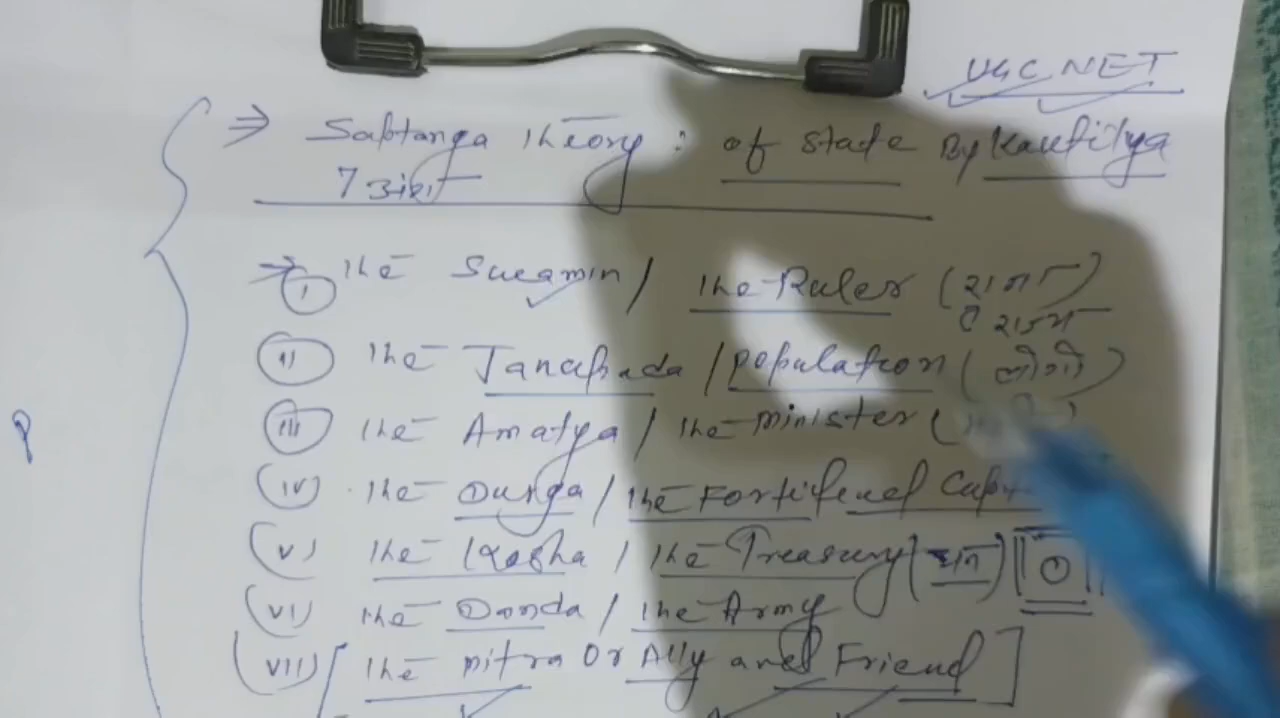 UGC NET
⇒ Saptanga Theory : of state By Kautilya
7 अंग
→ (i) The Swamin / The Ruler (राजा
राजन
(ii) The Janapada / Population (लोगो)
(iii) The Amatya / The Minister (
(iv) The Durga / The Fortified
(v) The Kosha / The Treasury (धन)
(vi) The Danda / The Army
(vii) [The Mitra Or Ally and Friend]